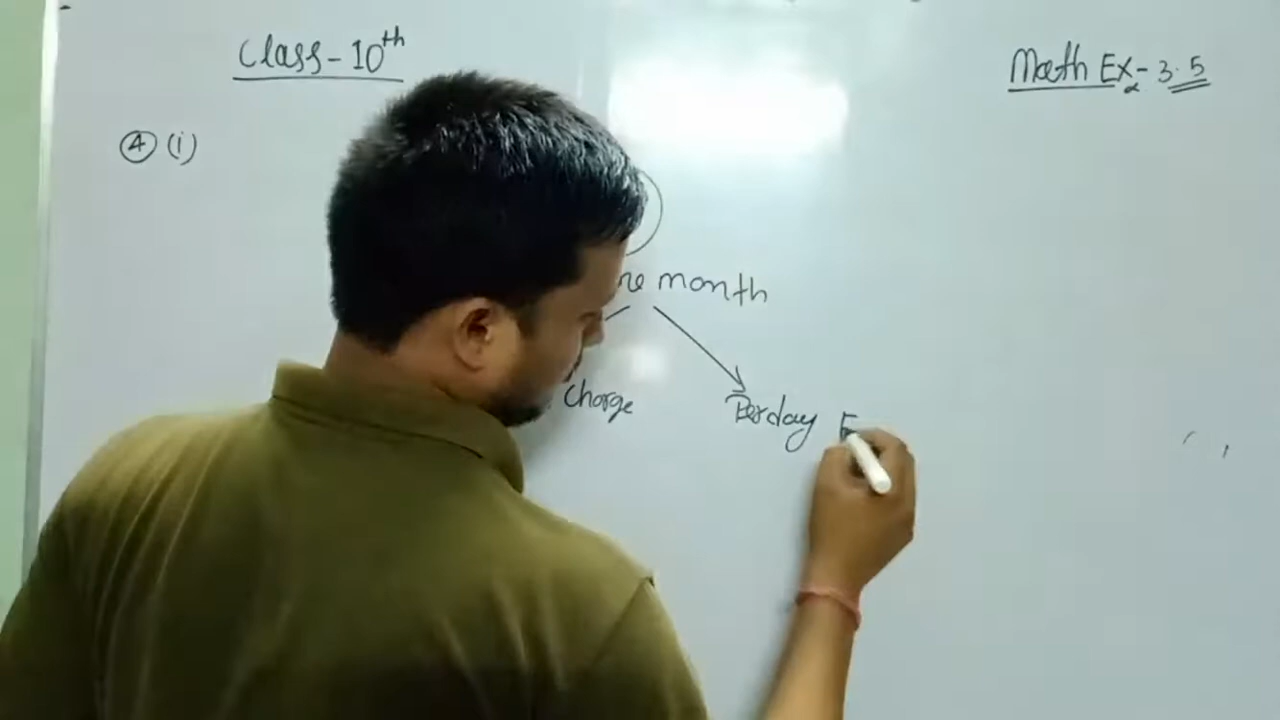 Class-10th
Math Ex-3.5
4 (i)
month
Charge
Perday F